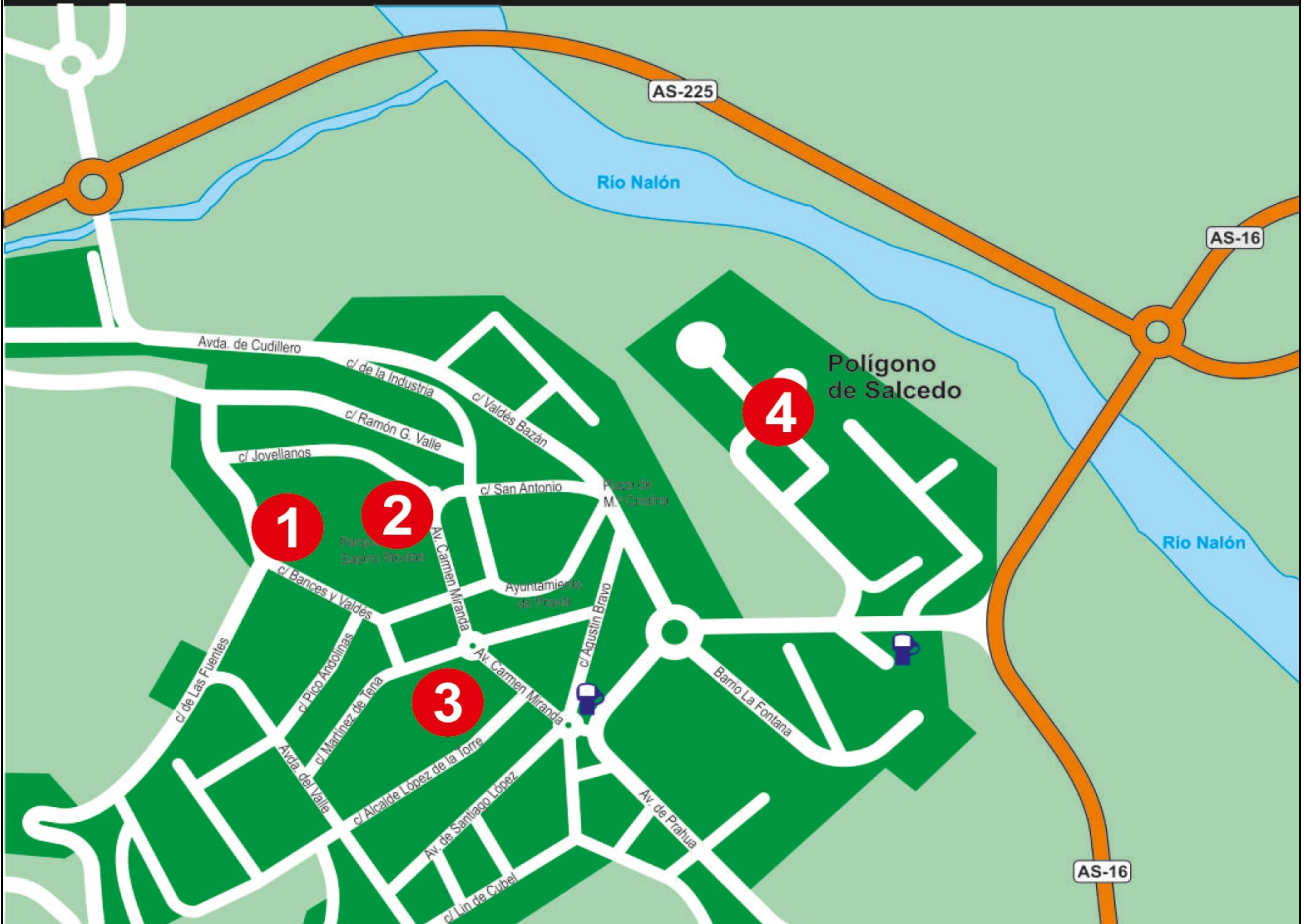 AS-225
Río Nalón
AS-16
Avda. de Cudillero
c/ de la Industria
Polígono
de Salcedo
c/ Valdés Bazán
c/ Ramón G. Valle
4
c/ Jovellanos
c/ San Antonio
Plaza de
M.ª Cristina
1
2
Av. Carmen Miranda
Río Nalón
c/ Bances y Valdés
Ayuntamiento
de Pravia
c/ Agustín Bravo
c/ de Las Fuentes
c/ Pico Andolinas
Av. Carmen Miranda
Barrio La Fontana
c/ Martínez de Tena
3
Avda. del Valle
c/ Alcalde López de la Torre
Av. de Santiago López
Av. de Prahua
AS-16
c/ Lin de Cubel